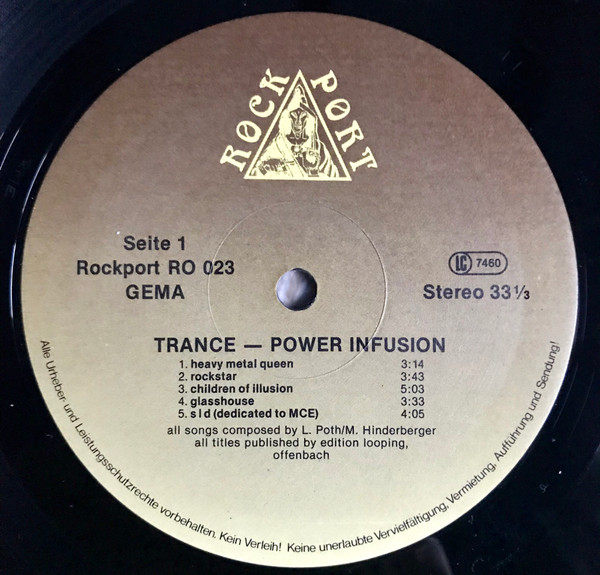 ROCK PORT
Seite 1
Rockport RO 023
GEMA
LC 7460
Stereo 33 1/3
TRANCE — POWER INFUSION
1. heavy metal queen 3:14
2. rockstar 3:43
3. children of illusion 5:03
4. glasshouse 3:33
5. s l d (dedicated to MCE) 4:05
all songs composed by L. Poth/M. Hinderberger
all titles published by edition looping,
offenbach
Alle Urheber- und Leistungsschutzrechte vorbehalten. Kein Verleih! Keine unerlaubte Vervielfältigung, Vermietung, Aufführung und Sendung!